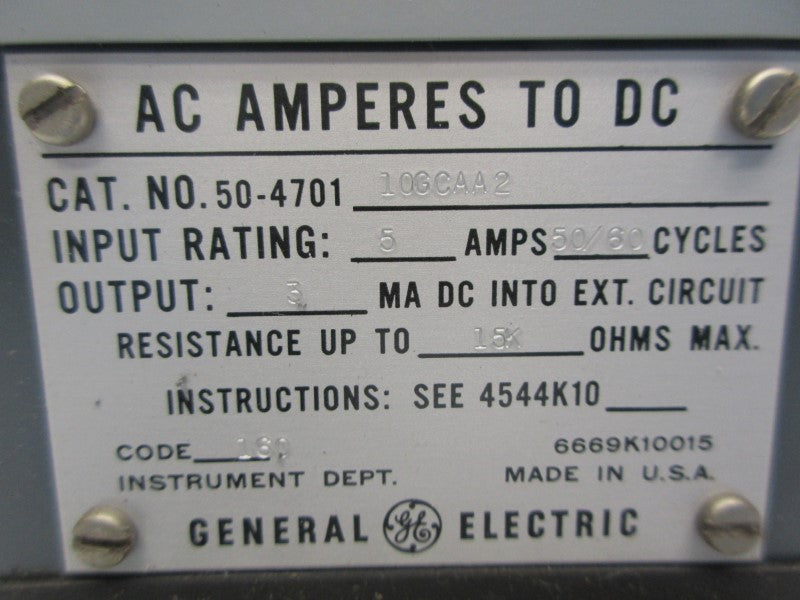 AC AMPERES TO DC
CAT. NO. 50-4701 10GCAA2
INPUT RATING: 5 AMPS 50/60 CYCLES
OUTPUT: 3 MA DC INTO EXT. CIRCUIT
RESISTANCE UP TO 15K OHMS MAX.
INSTRUCTIONS: SEE 4544K10
CODE 6669K10015
INSTRUMENT DEPT. MADE IN U.S.A.
GENERAL GE ELECTRIC